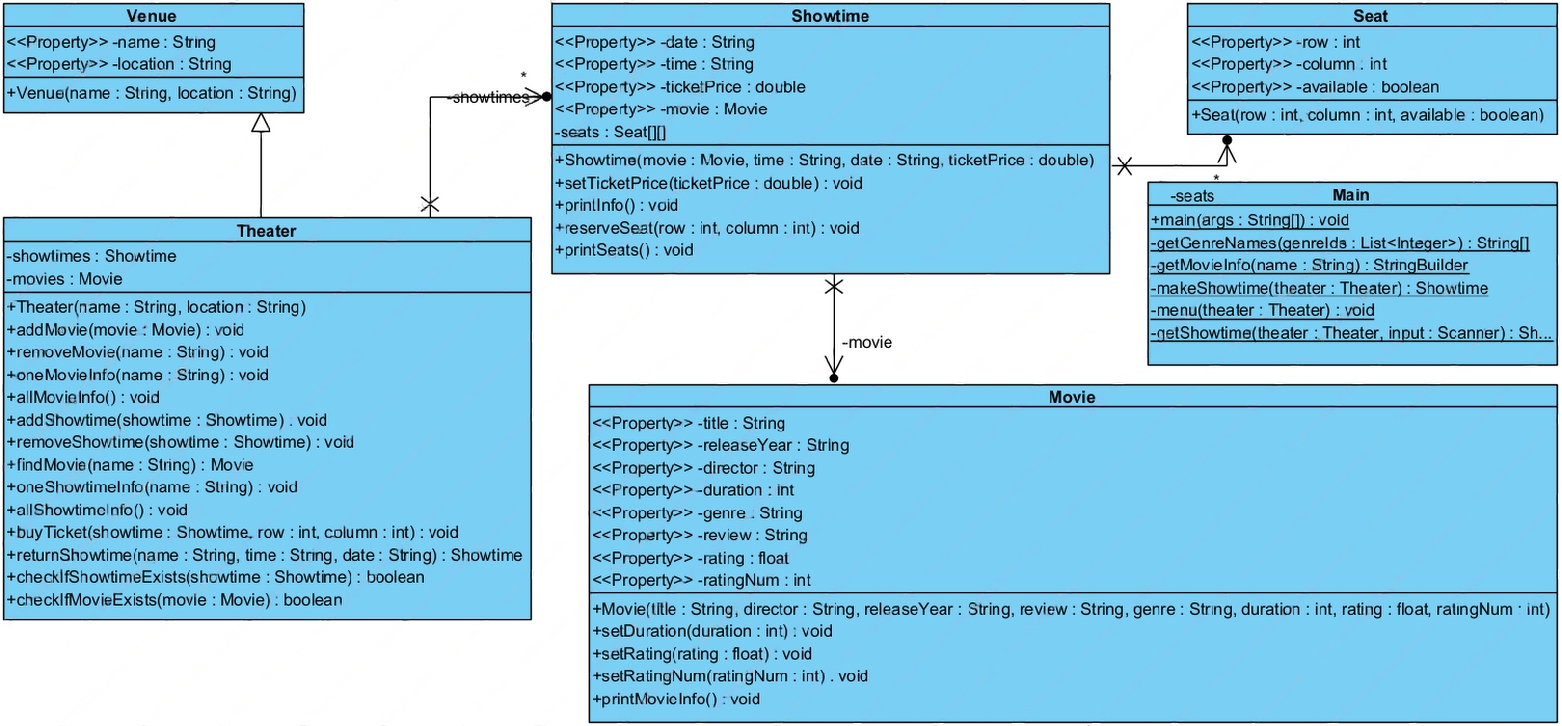 Venue
<<Property>> -name : String
<<Property>> -location : String
+Venue(name : String, location : String)
Theater
-showtimes : Showtime
-movies : Movie
+Theater(name : String, location : String)
+addMovie(movie : Movie) : void
+removeMovie(name : String) : void
+oneMovieInfo(name : String) : void
+allMovieInfo() : void
+addShowtime(showtime : Showtime) : void
+removeShowtime(showtime : Showtime) : void
+findMovie(name : String) : Movie
+oneShowtimeInfo(name : String) : void
+allShowtimeInfo() : void
+buyTicket(showtime : Showtime, row : int, column : int) : void
+returnShowtime(name : String, time : String, date : String) : Showtime
+checkIfShowtimeExists(showtime : Showtime) : boolean
+checkIfMovieExists(movie : Movie) : boolean
*
-showtimes
Showtime
<<Property>> -date : String
<<Property>> -time : String
<<Property>> -ticketPrice : double
<<Property>> -movie : Movie
-seats : Seat[][]
+Showtime(movie : Movie, time : String, date : String, ticketPrice : double)
+setTicketPrice(ticketPrice : double) : void
+printInfo() : void
+reserveSeat(row : int, column : int) : void
+printSeats() : void
-movie
Seat
<<Property>> -row : int
<<Property>> -column : int
<<Property>> -available : boolean
+Seat(row : int, column : int, available : boolean)
*
-seats
Main
+main(args : String[]) : void
-getGenreNames(genreIds : List<Integer>) : String[]
-getMovieInfo(name : String) : StringBuilder
-makeShowtime(theater : Theater) : Showtime
-menu(theater : Theater) : void
-getShowtime(theater : Theater, input : Scanner) : Sh...
Movie
<<Property>> -title : String
<<Property>> -releaseYear : String
<<Property>> -director : String
<<Property>> -duration : int
<<Property>> -genre : String
<<Property>> -review : String
<<Property>> -rating : float
<<Property>> -ratingNum : int
+Movie(title : String, director : String, releaseYear : String, review : String, genre : String, duration : int, rating : float, ratingNum : int)
+setDuration(duration : int) : void
+setRating(rating : float) : void
+setRatingNum(ratingNum : int) : void
+printMovieInfo() : void